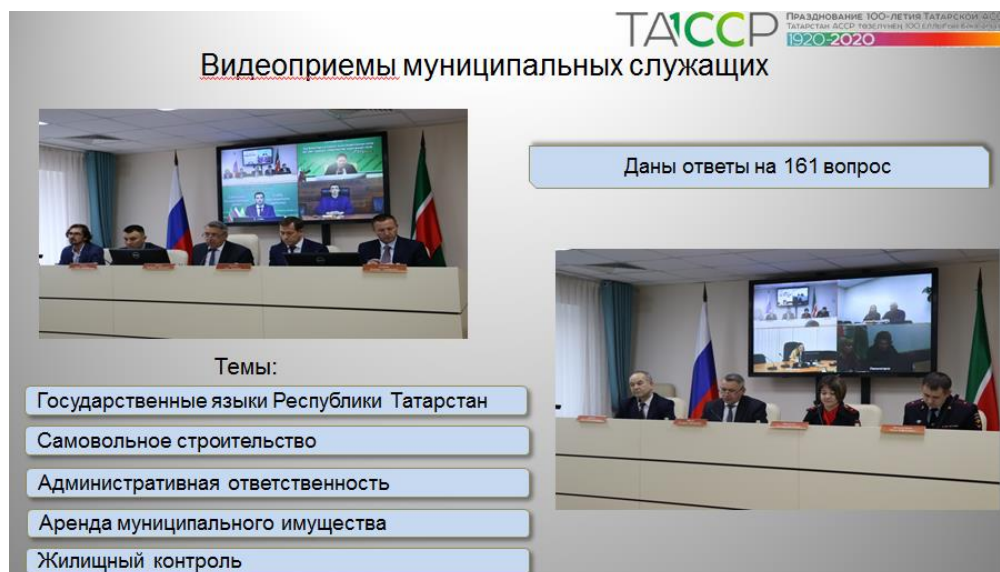 ТАССР
ПРАЗДНОВАНИЕ 100-ЛЕТИЯ ТАТАРСКОЙ
1920-2020
Видеоприемы муниципальных служащих
Даны ответы на 161 вопрос
Темы:
Государственные языки Республики Татарстан
Самовольное строительство
Административная ответственность
Аренда муниципального имущества
Жилищный контроль